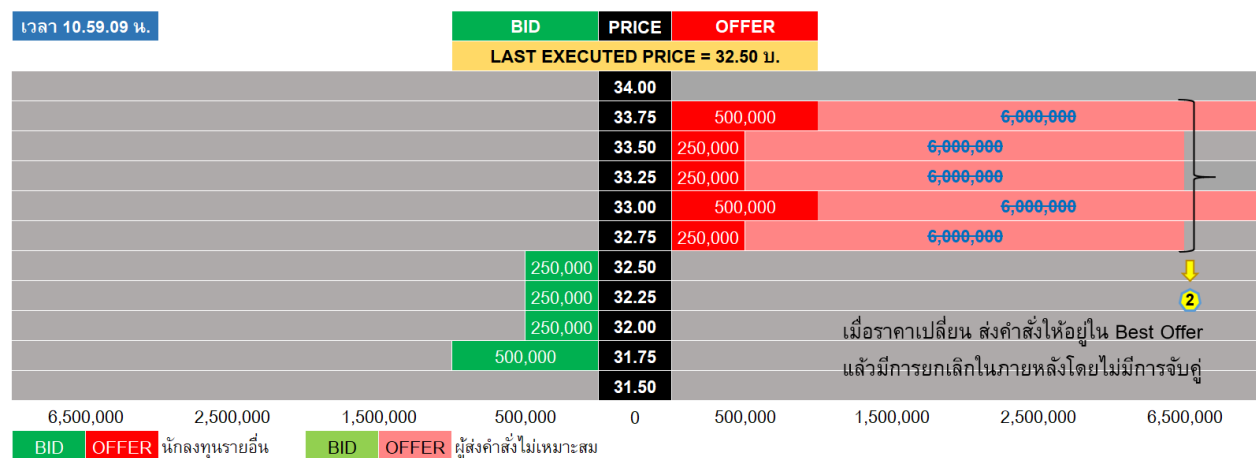 เวลา 10.59.09 น.
BID PRICE OFFER
LAST EXECUTED PRICE = 32.50 บ.
34.00
33.75 500,000 6,000,000
33.50 250,000 6,000,000
33.25 250,000 6,000,000
33.00 500,000 6,000,000
32.75 250,000 6,000,000
250,000 32.50
250,000 32.25
2
250,000 32.00
เมื่อราคาเปลี่ยน ส่งคำสั่งให้อยู่ใน Best Offer
500,000 31.75
แล้วมีการยกเลิกในภายหลังโดยไม่มีการจับคู่
31.50
6,500,000 2,500,000 1,500,000 500,000 0 500,000 1,500,000 2,500,000 6,500,000
BID OFFER นักลงทุนรายอื่น BID OFFER ผู้ส่งคำสั่งไม่เหมาะสม